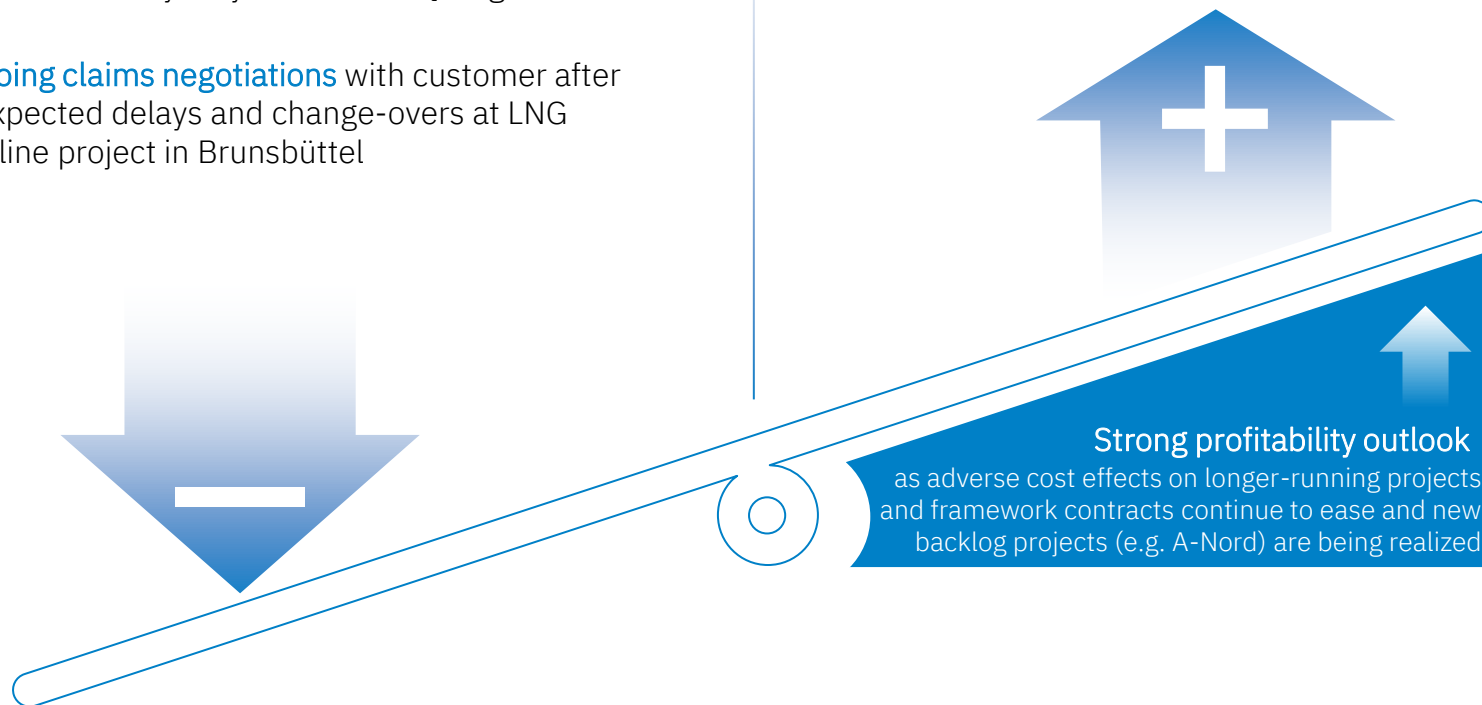 oing claims negotiations with customer after
xpected delays and change-overs at LNG
line project in Brunsbüttel
Strong profitability outlook
as adverse cost effects on longer-running projects
and framework contracts continue to ease and new
backlog projects (e.g. A-Nord) are being realized